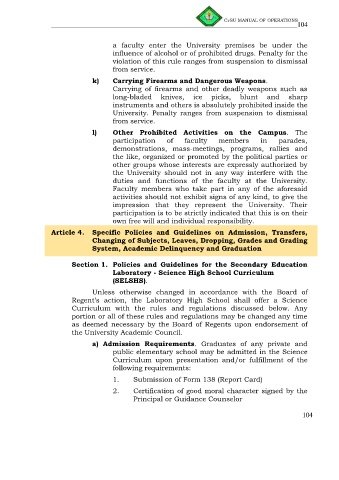 CvSU MANUAL OF OPERATIONS
104
a faculty enter the University premises be under the
influence of alcohol or of prohibited drugs. Penalty for the
violation of this rule ranges from suspension to dismissal
from service.
k) Carrying Firearms and Dangerous Weapons.
Carrying of firearms and other deadly weapons such as
long-bladed knives, ice picks, blunt and sharp
instruments and others is absolutely prohibited inside the
University. Penalty ranges from suspension to dismissal
from service.
l) Other Prohibited Activities on the Campus. The
participation of faculty members in parades,
demonstrations, mass-meetings, programs, rallies and
the like, organized or promoted by the political parties or
other groups whose interests are expressly authorized by
the University should not in any way interfere with the
duties and functions of the faculty at the University.
Faculty members who take part in any of the aforesaid
activities should not exhibit signs of any kind, to give the
impression that they represent the University. Their
participation is to be strictly indicated that this is on their
own free will and individual responsibility.
Article 4. Specific Policies and Guidelines on Admission, Transfers,
Changing of Subjects, Leaves, Dropping, Grades and Grading
System, Academic Delinquency and Graduation
Section 1. Policies and Guidelines for the Secondary Education
Laboratory - Science High School Curriculum
(SELSHS).
Unless otherwise changed in accordance with the Board of
Regent's action, the Laboratory High School shall offer a Science
Curriculum with the rules and regulations discussed below. Any
portion or all of these rules and regulations may be changed any time
as deemed necessary by the Board of Regents upon endorsement of
the University Academic Council.
a) Admission Requirements. Graduates of any private and
public elementary school may be admitted in the Science
Curriculum upon presentation and/or fulfillment of the
following requirements:
1. Submission of Form 138 (Report Card)
2. Certification of good moral character signed by the
Principal or Guidance Counselor
104